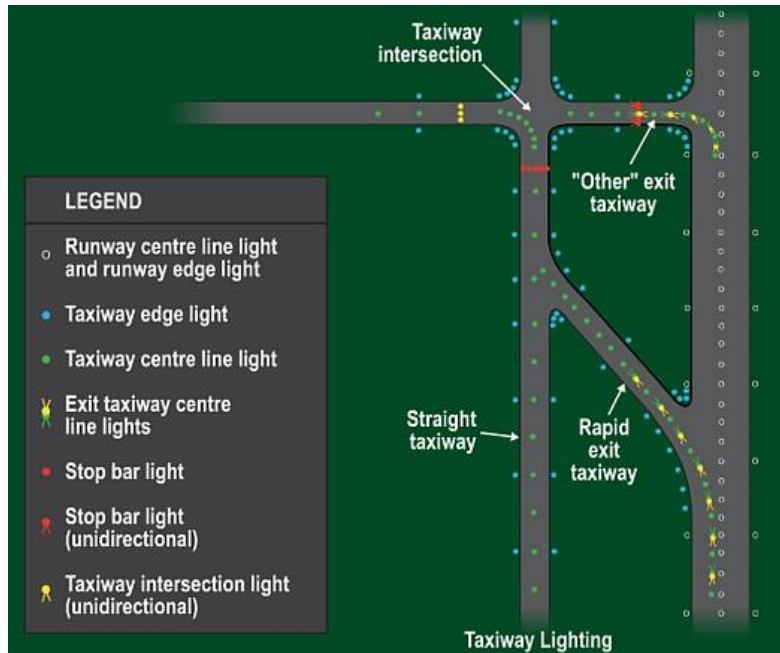 Taxiway
intersection
"Other" exit
taxiway
LEGEND
Runway centre line light
and runway edge light
Taxiway edge light
Taxiway centre line light
Exit taxiway centre
line lights
Stop bar light
Stop bar light
(unidirectional)
Taxiway intersection light
(unidirectional)
Straight
taxiway
Rapid
exit
taxiway
Taxiway Lighting